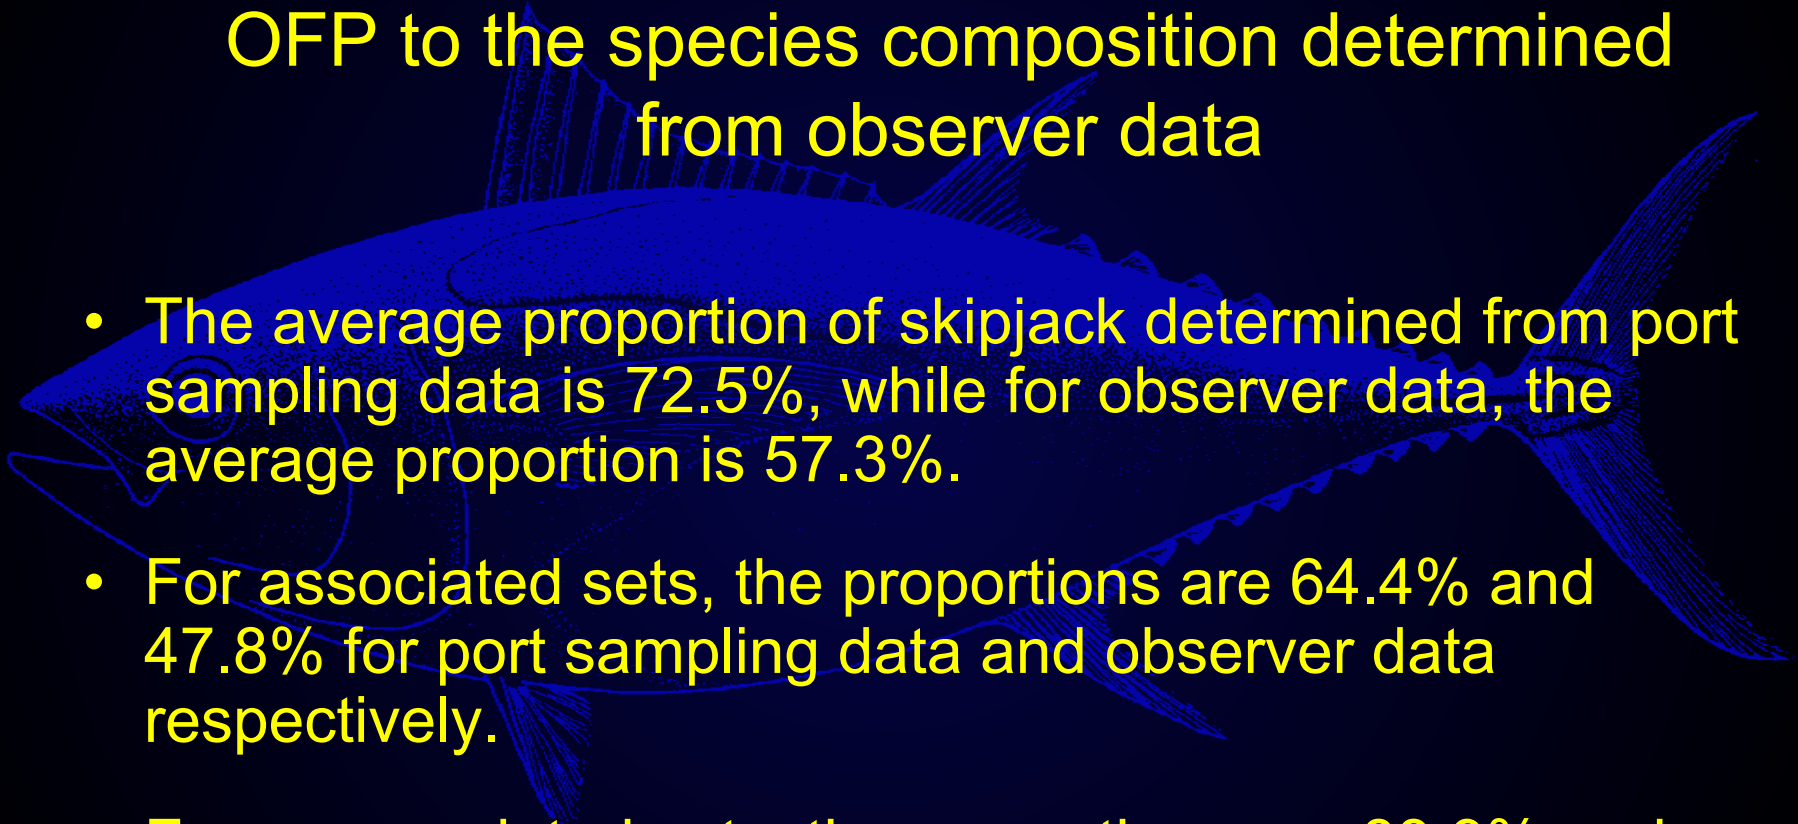 OFP to the species composition determined
from observer data
• The average proportion of skipjack determined from port
sampling data is 72.5%, while for observer data, the
average proportion is 57.3%.
• For associated sets, the proportions are 64.4% and
47.8% for port sampling data and observer data
respectively.